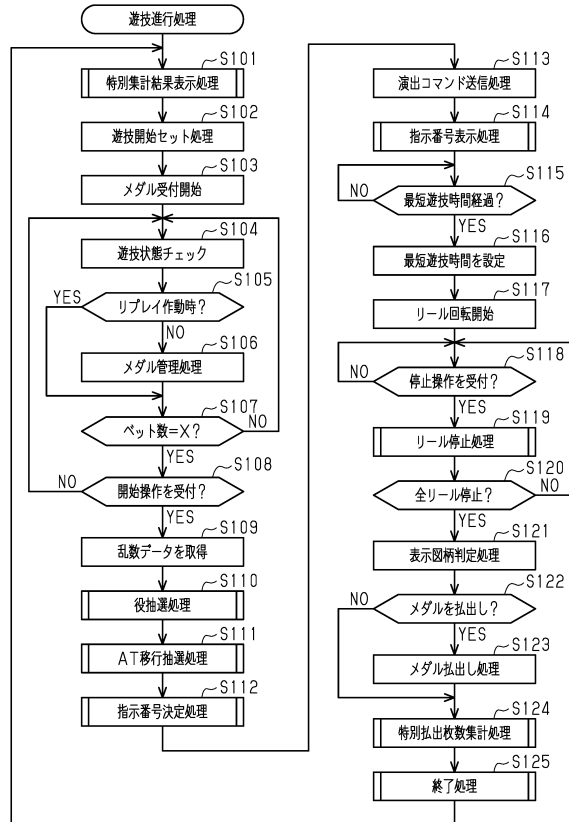 遊技進行処理
S101
特別集計結果表示処理
S102
遊技開始セット処理
S103
メダル受付開始
S104
遊技状態チェック
S105
リプレイ作動時?
YES
NO
S106
メダル管理処理
S107
ベット数=X?
NO
YES
S108
開始操作を受付?
NO
YES
S109
乱数データを取得
S110
役抽選処理
S111
AT移行抽選処理
S112
指示番号決定処理
S113
演出コマンド送信処理
S114
指示番号表示処理
S115
最短遊技時間経過?
NO
YES
S116
最短遊技時間を設定
S117
リール回転開始
S118
停止操作を受付?
NO
YES
S119
リール停止処理
S120
全リール停止?
NO
YES
S121
表示図柄判定処理
S122
メダルを払出し?
NO
YES
S123
メダル払出し処理
S124
特別払出枚数集計処理
S125
終了処理